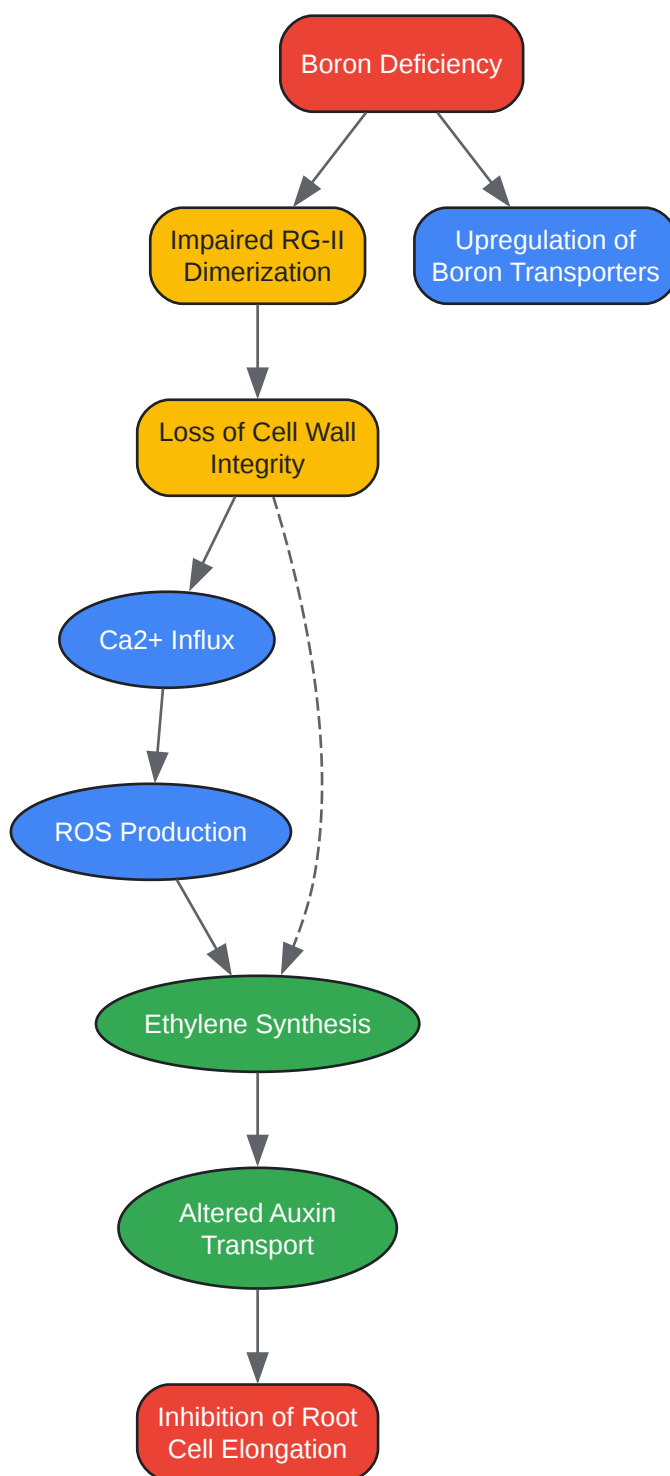 Boron Deficiency
Impaired RG-II
Dimerization
Upregulation of
Boron Transporters
Loss of Cell Wall
Integrity
Ca2+ Influx
ROS Production
Ethylene Synthesis
Altered Auxin
Transport
Inhibition of Root
Cell Elongation